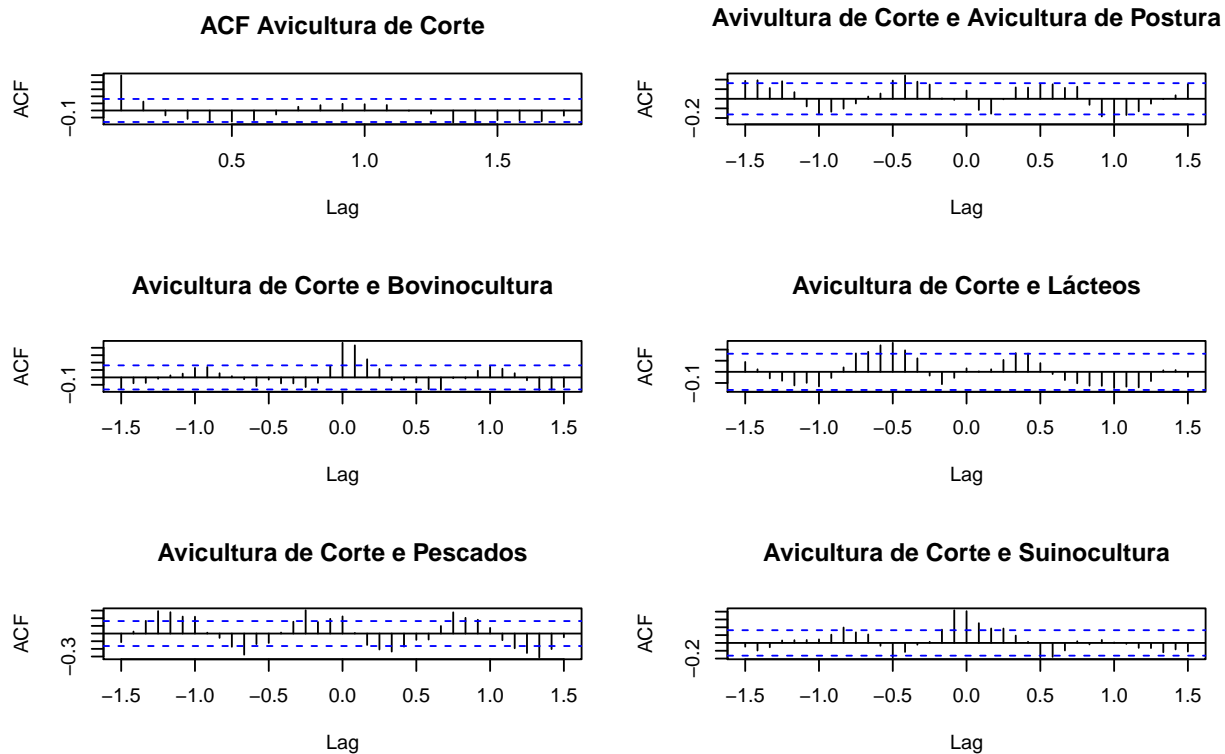 ACF Avicultura de Corte
ACF
−0.1
0.5 1.0 1.5
Lag
Avivultura de Corte e Avicultura de Postura
ACF
−0.2
−1.5 −1.0 −0.5 0.0 0.5 1.0 1.5
Lag
Avicultura de Corte e Bovinocultura
ACF
−0.1
−1.5 −1.0 −0.5 0.0 0.5 1.0 1.5
Lag
Avicultura de Corte e Lácteos
ACF
−0.1
−1.5 −1.0 −0.5 0.0 0.5 1.0 1.5
Lag
Avicultura de Corte e Pescados
ACF
−0.3
−1.5 −1.0 −0.5 0.0 0.5 1.0 1.5
Lag
Avicultura de Corte e Suinocultura
ACF
−0.2
−1.5 −1.0 −0.5 0.0 0.5 1.0 1.5
Lag